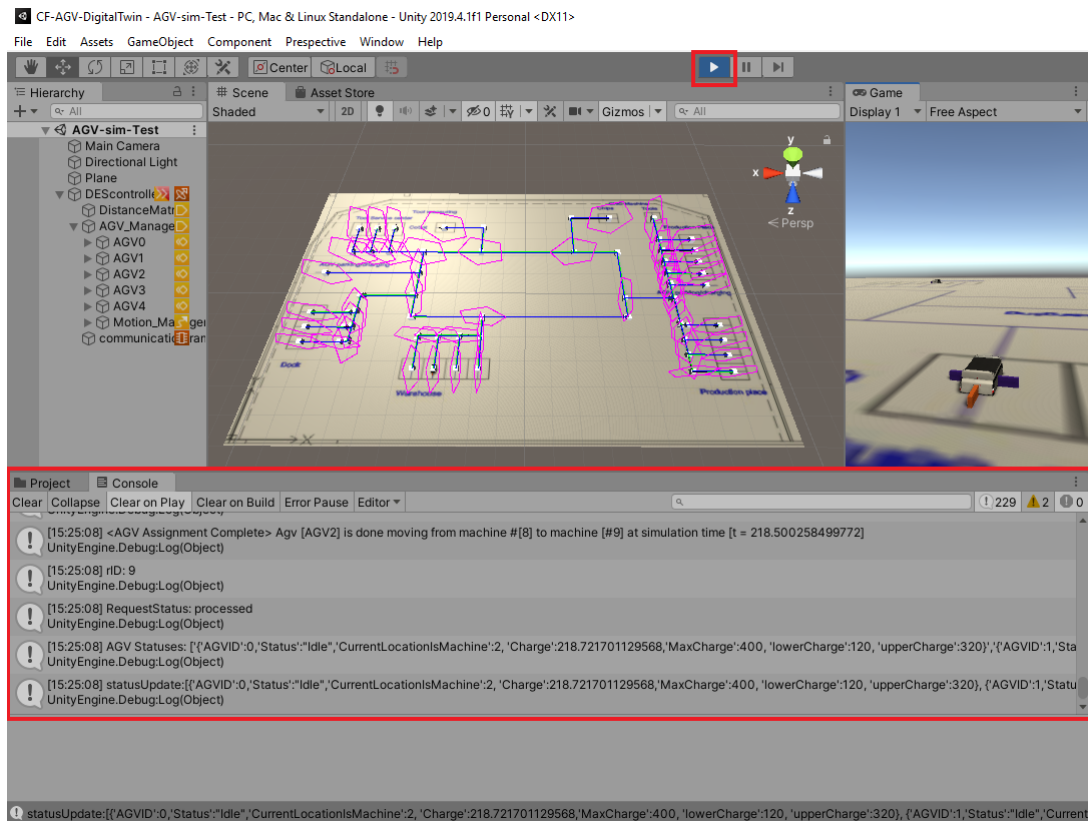 CF-AGV-DigitalTwin - AGV-sim-Test - PC, Mac & Linux Standalone - Unity 2019.4.1f1 Personal <DX11>
File Edit Assets GameObject Component Prespective Window Help
Center Local
Hierarchy
All
AGV-sim-Test
Main Camera
Directional Light
Plane
DEScontrolle
DistanceMatr
AGV_Manage
AGV0
AGV1
AGV2
AGV3
AGV4
Motion_Ma ger
communicatic ran
Scene Asset Store
Shaded 2D 0 Gizmos All
y
x
z
Persp
Tool
Dock
Warehouse
Production place
X
Game
Display 1 Free Aspect
Project Console
Clear Collapse Clear on Play Clear on Build Error Pause Editor 229 2 0
[15:25:08] <AGV Assignment Complete> Agv [AGV2] is done moving from machine #[8] to machine [#9] at simulation time [t = 218.500258499772]
UnityEngine.Debug:Log(Object)
[15:25:08] rID: 9
UnityEngine.Debug:Log(Object)
[15:25:08] RequestStatus: processed
UnityEngine.Debug:Log(Object)
[15:25:08] AGV Statuses: ['{'AGVID':0,'Status':"Idle",'CurrentLocationIsMachine':2, 'Charge':218.721701129568,'MaxCharge':400, 'lowerCharge':120, 'upperCharge':320}','{'AGVID':1,'Sta
UnityEngine.Debug:Log(Object)
[15:25:08] statusUpdate:[{'AGVID':0,'Status':"Idle",'CurrentLocationIsMachine':2, 'Charge':218.721701129568,'MaxCharge':400, 'lowerCharge':120, 'upperCharge':320}, {'AGVID':1,'Statu
UnityEngine.Debug:Log(Object)
statusUpdate:[{'AGVID':0,'Status':"Idle",'CurrentLocationIsMachine':2, 'Charge':218.721701129568,'MaxCharge':400, 'lowerCharge':120, 'upperCharge':320}, {'AGVID':1,'Status':"Idle",'Current